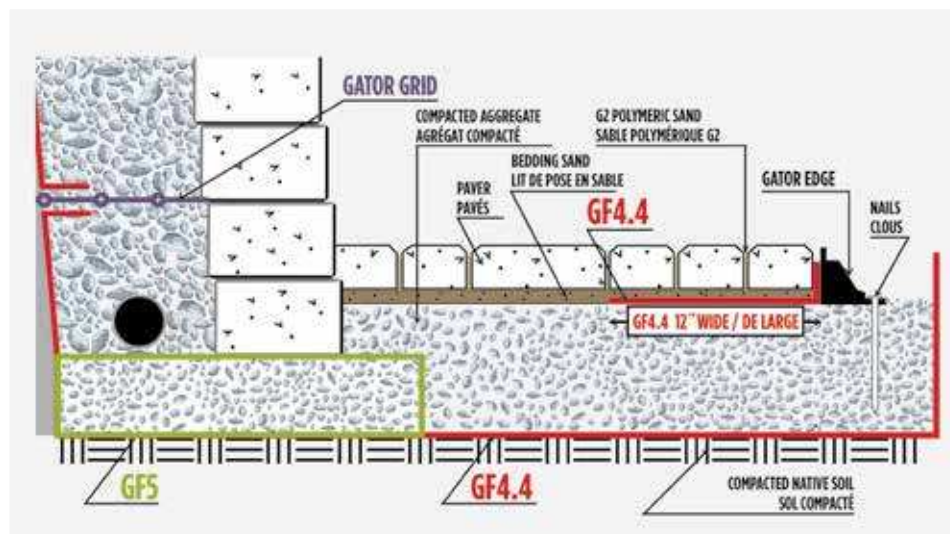 GATOR GRID
COMPACTED AGGREGATE
AGRÉGAT COMPACTÉ
G2 POLYMERIC SAND
SABLE POLYMÉRIQUE G2
BEDDING SAND
LIT DE POSE EN SABLE
PAVER
PAVÉS
GF4.4
GATOR EDGE
NAILS
CLOUS
GF4.4 12" WIDE / DE LARGE
GF5
GF4.4
COMPACTED NATIVE SOIL
SOL COMPACTÉ